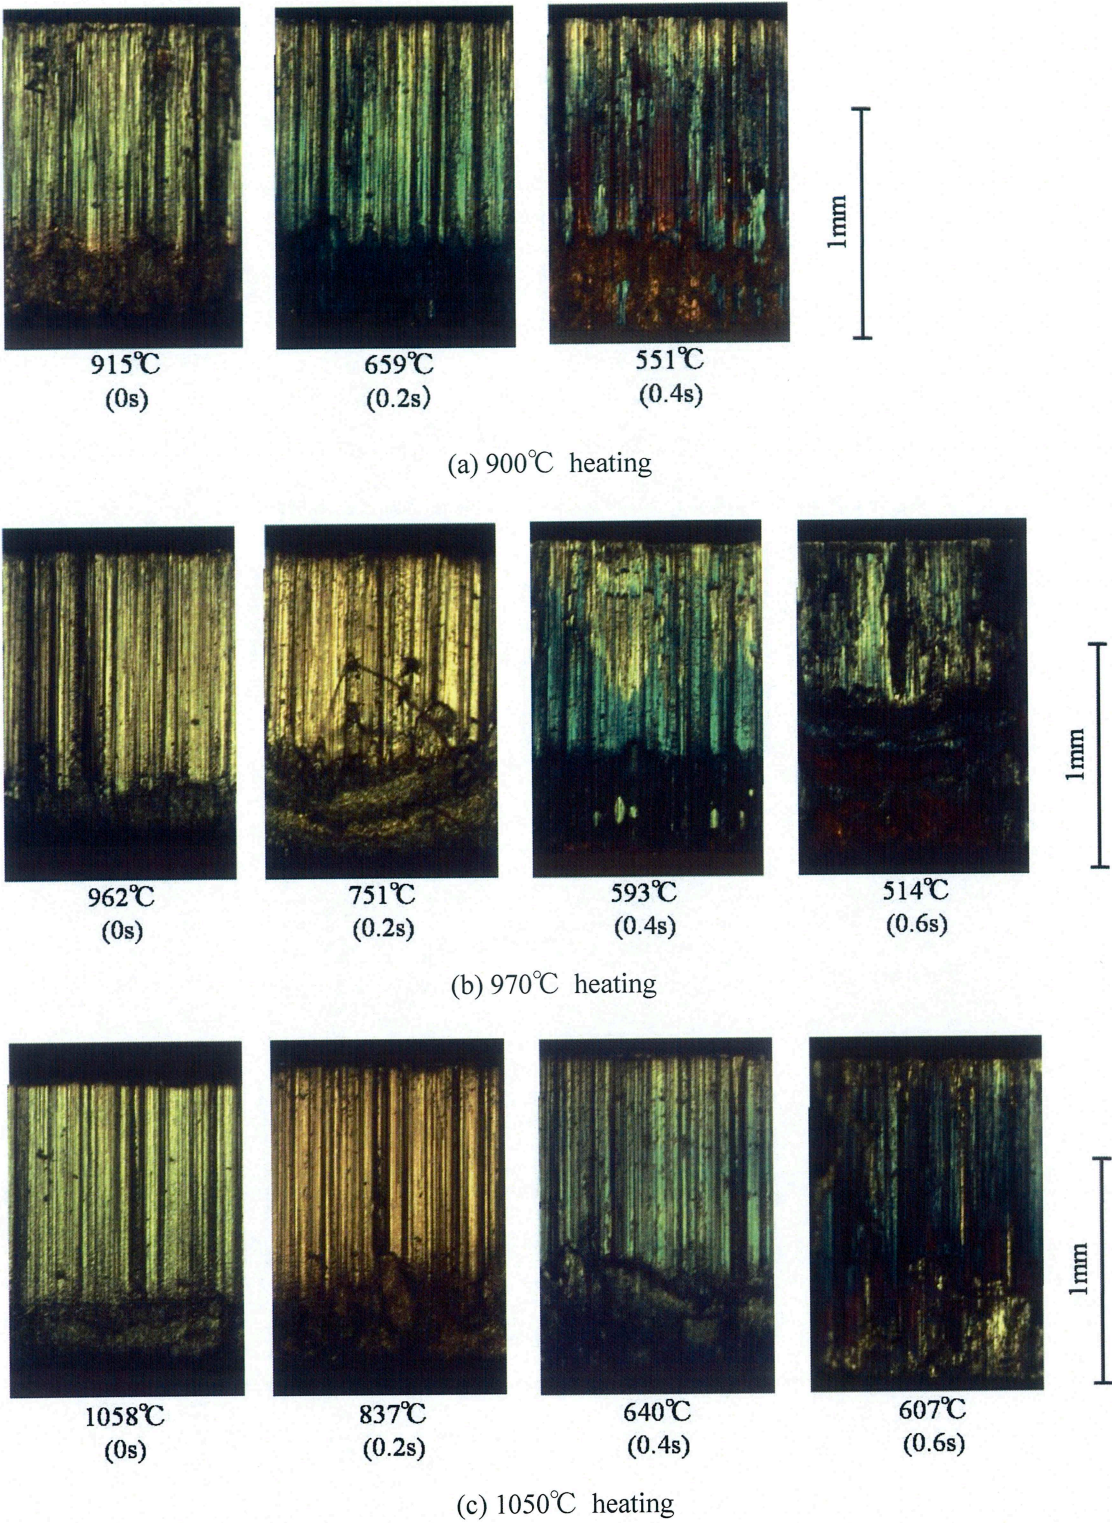 1mm
915℃ 659℃ 551℃
(0s) (0.2s) (0.4s)
(a) 900℃ heating
1mm
962℃ 751℃ 593℃ 514℃
(0s) (0.2s) (0.4s) (0.6s)
(b) 970℃ heating
1mm
1058℃ 837℃ 640℃ 607℃
(0s) (0.2s) (0.4s) (0.6s)
(c) 1050℃ heating